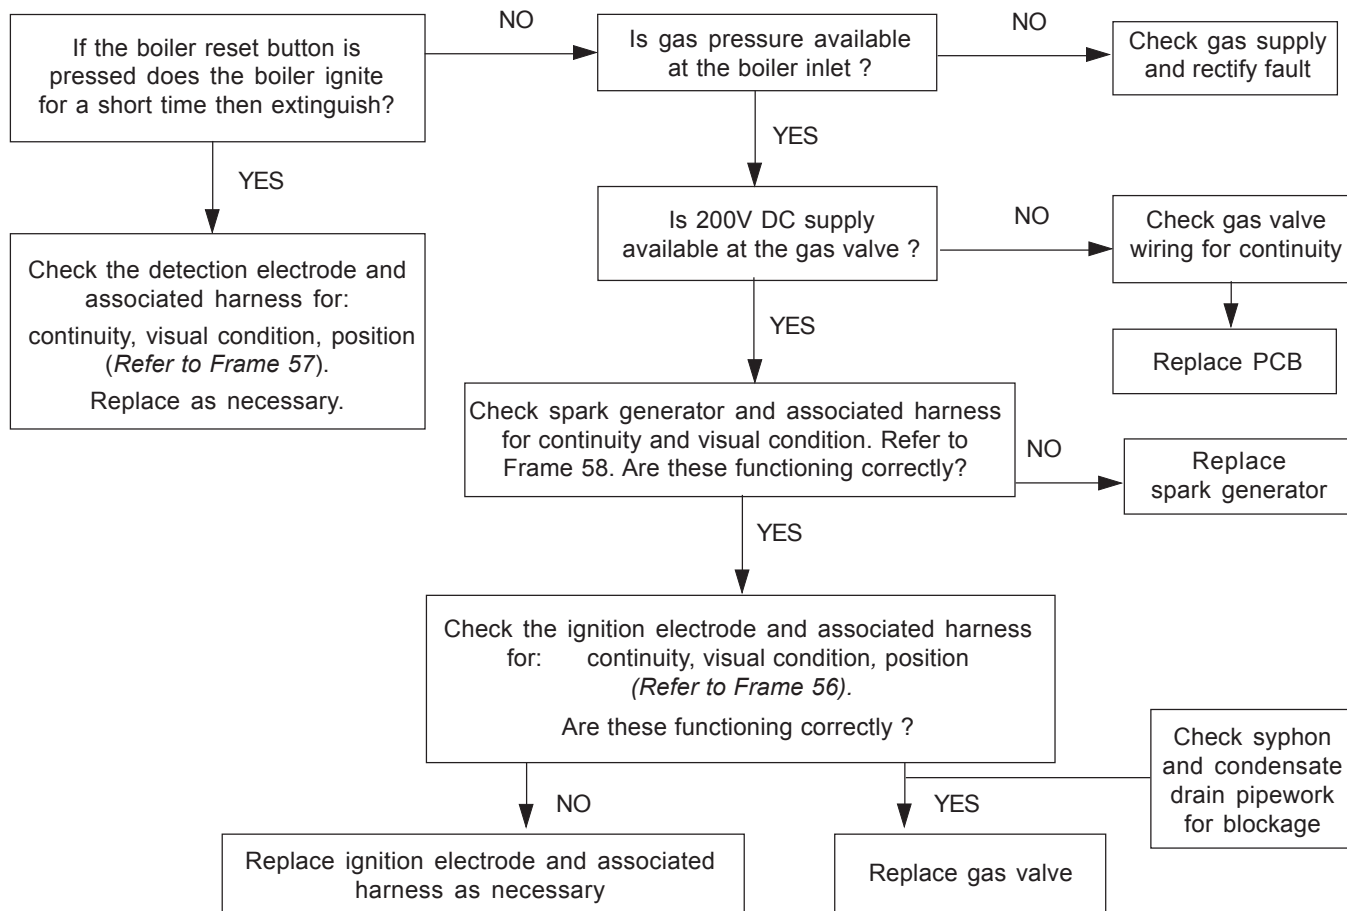 If the boiler reset button is
pressed does the boiler ignite
for a short time then extinguish?
NO
Is gas pressure available
at the boiler inlet ?
NO
Check gas supply
and rectify fault
YES
YES
Check the detection electrode and
associated harness for:
continuity, visual condition, position
(Refer to Frame 57).
Replace as necessary.
Is 200V DC supply
available at the gas valve ?
NO
Check gas valve
wiring for continuity
Replace PCB
YES
Check spark generator and associated harness
for continuity and visual condition. Refer to
Frame 58. Are these functioning correctly?
NO
Replace
spark generator
YES
Check the ignition electrode and associated harness
for: continuity, visual condition, position
(Refer to Frame 56).
Are these functioning correctly ?
Check syphon
and condensate
drain pipework
for blockage
NO
YES
Replace ignition electrode and associated
harness as necessary
Replace gas valve